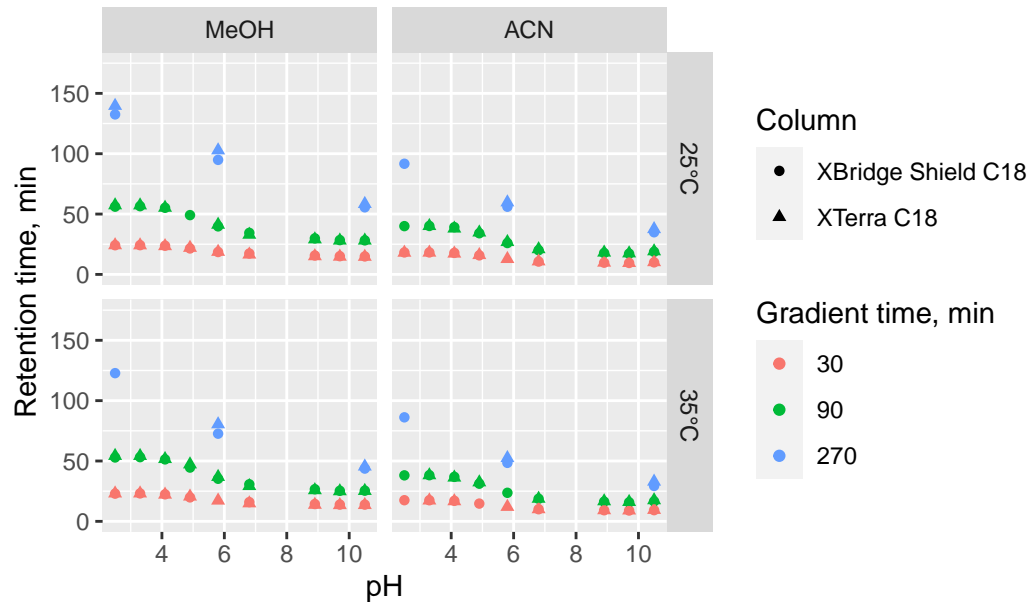 MeOH
ACN
150
100
50
0
25°C
150
100
50
0
35°C
4 6 8 10
4 6 8 10
Retention time, min
pH
Column
XBridge Shield C18
XTerra C18
Gradient time, min
30
90
270